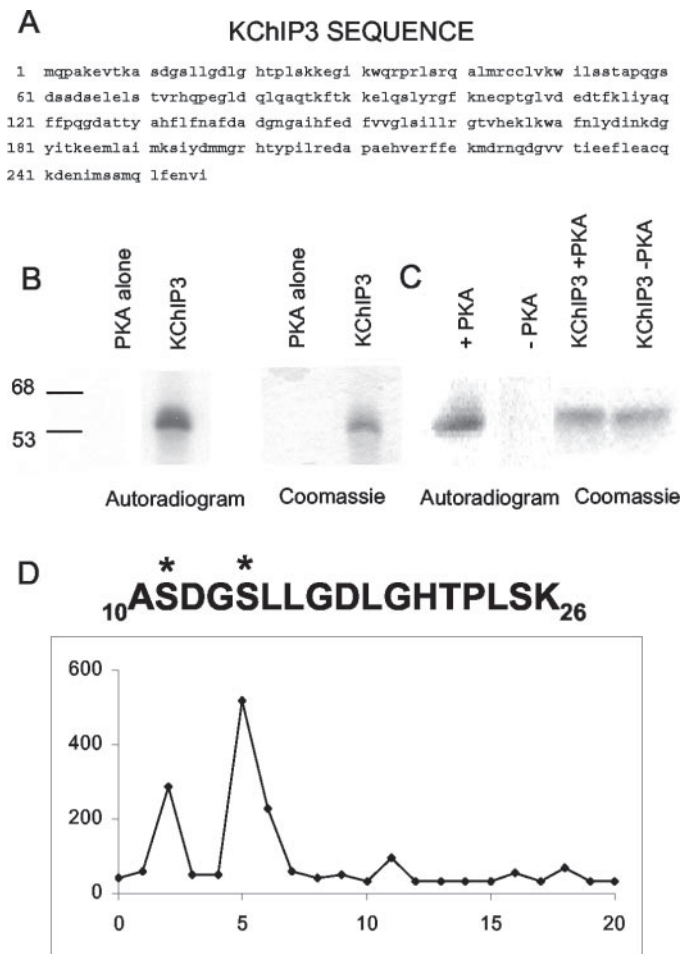 A
KChIP3 SEQUENCE
1 mqpakevtka sdgsllgdlg htplskkegi kwqrprlsrq almrcclvkw ilsstapqgs
61 dssdselels tvrhqpegld qlqaqtkftk kelqslyrgf knecptglvd edtfkliyaq
121 ffpqgdatty ahflfnafda dgngaihfed fvvglsillr gtvheklkwa fnlydinkdg
181 yitkeemlai mksiydmmgr htypilreda paehverffe kmdrnqdgvv tieefleacq
241 kdenimssmq lfenvi
B
PKA alone
KChIP3
PKA alone
KChIP3
C
+ PKA
- PKA
KChIP3 +PKA
KChIP3 -PKA
68
53
Autoradiogram
Coomassie
Autoradiogram
Coomassie
D
* *
10ASDGSLLGDLGHTPLSK26
600
400
200
0
0 5 10 15 20